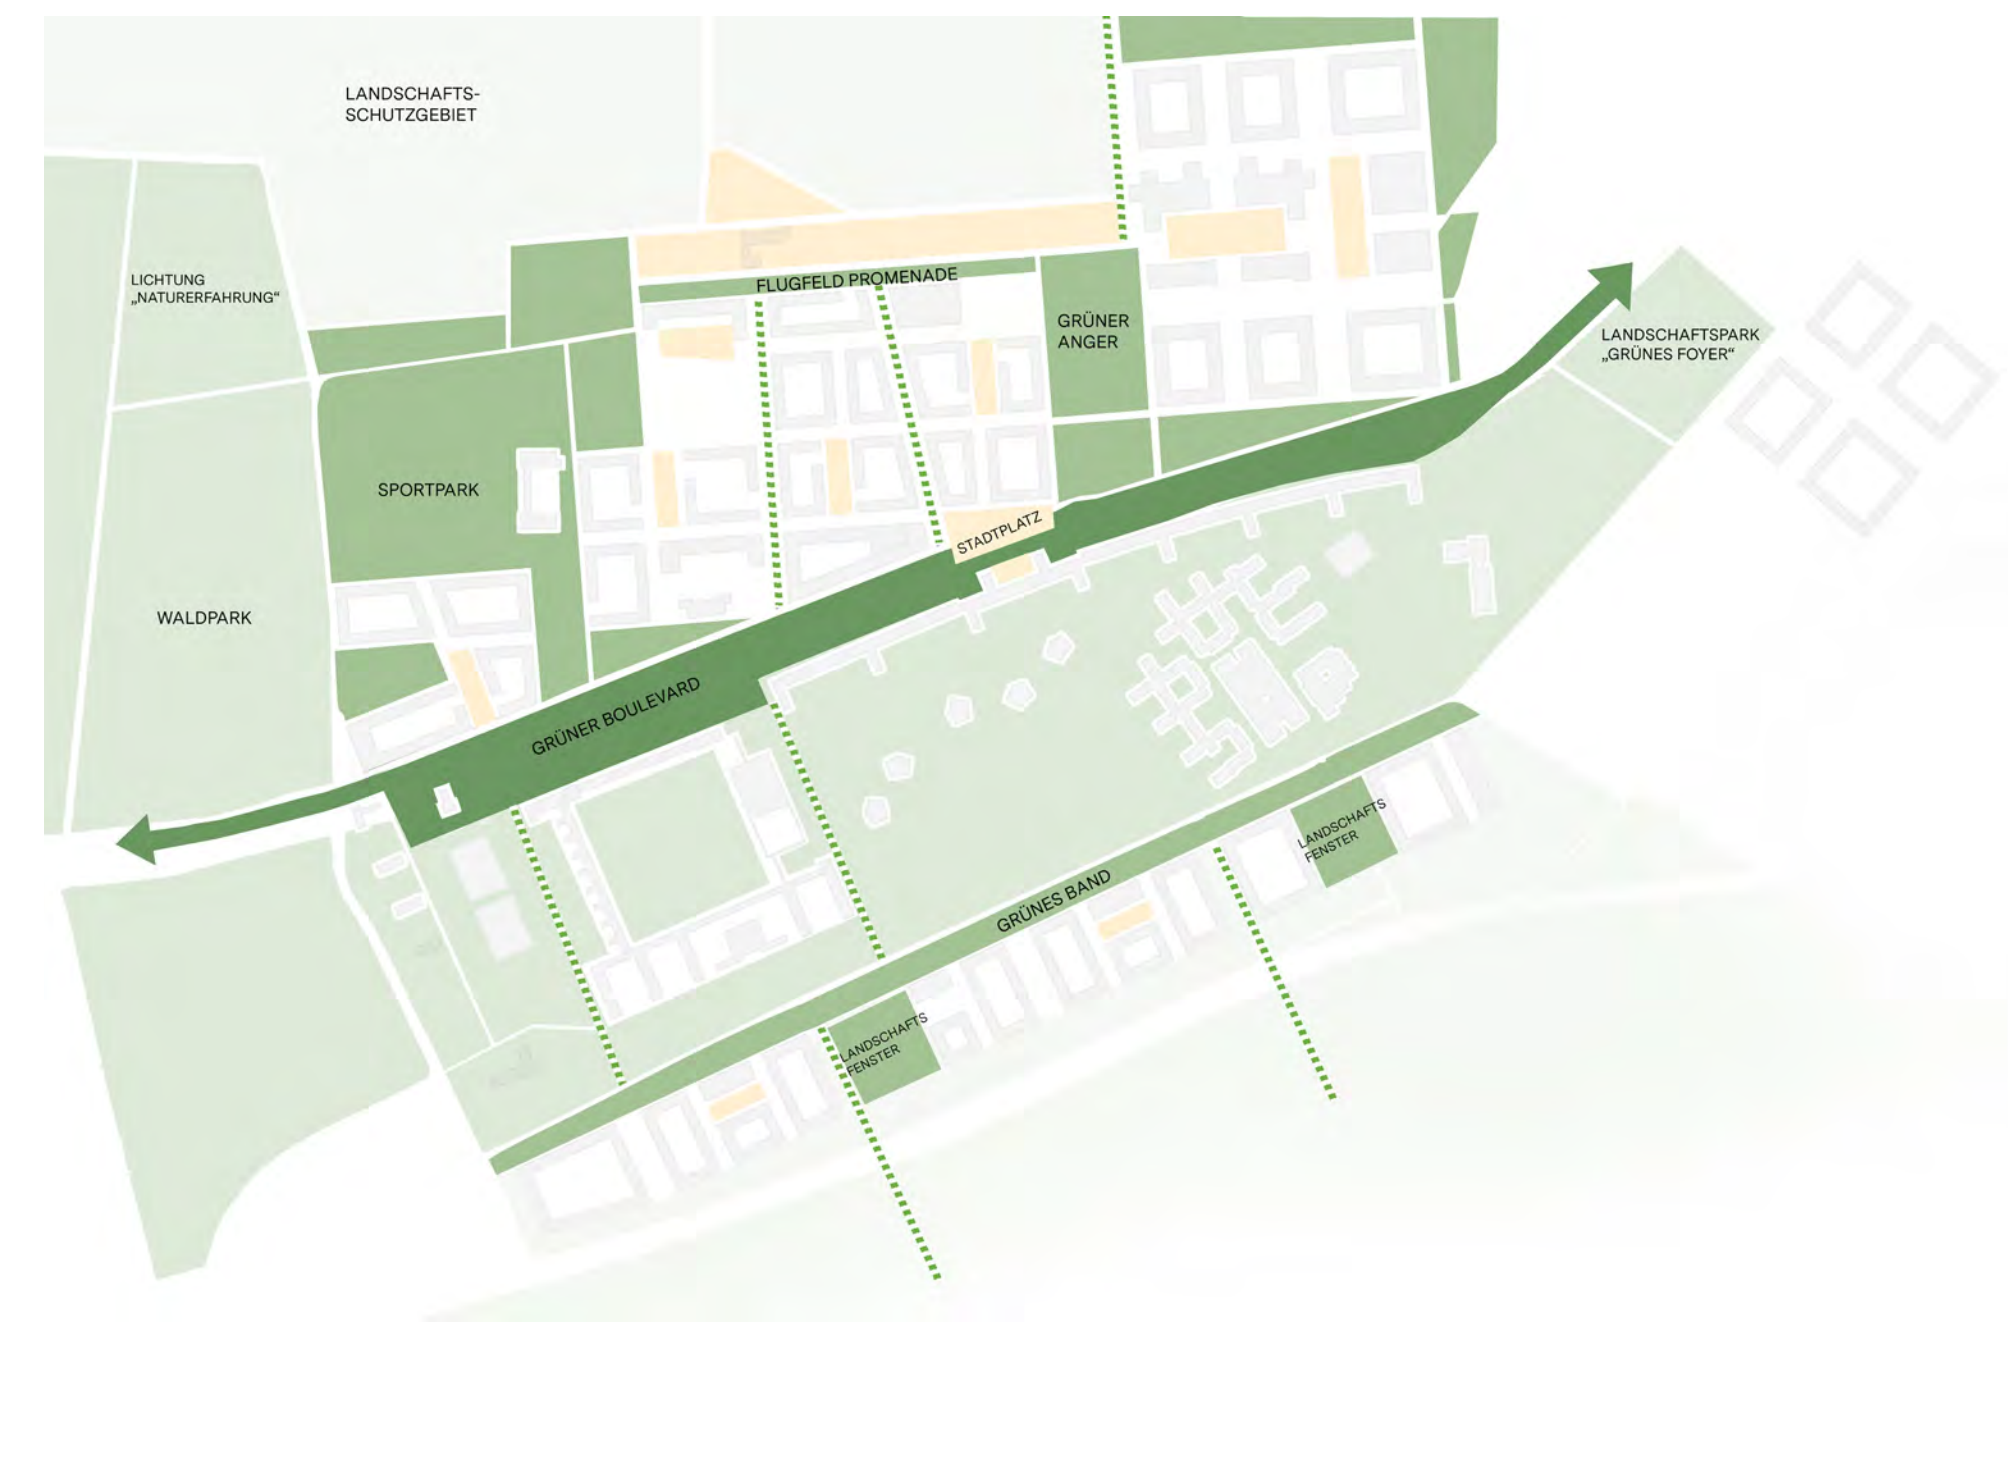 LANDSCHAFTS-
SCHUTZGEBIET
LICHTUNG
„NATURERFAHRUNG“
FLUGFELD PROMENADE
GRÜNER
ANGER
LANDSCHAFTSPARK
„GRÜNES FOYER“
SPORTPARK
STADTPLATZ
WALDPARK
GRÜNER BOULEVARD
LANDSCHAFTS
FENSTER
GRÜNES BAND
LANDSCHAFTS
FENSTER